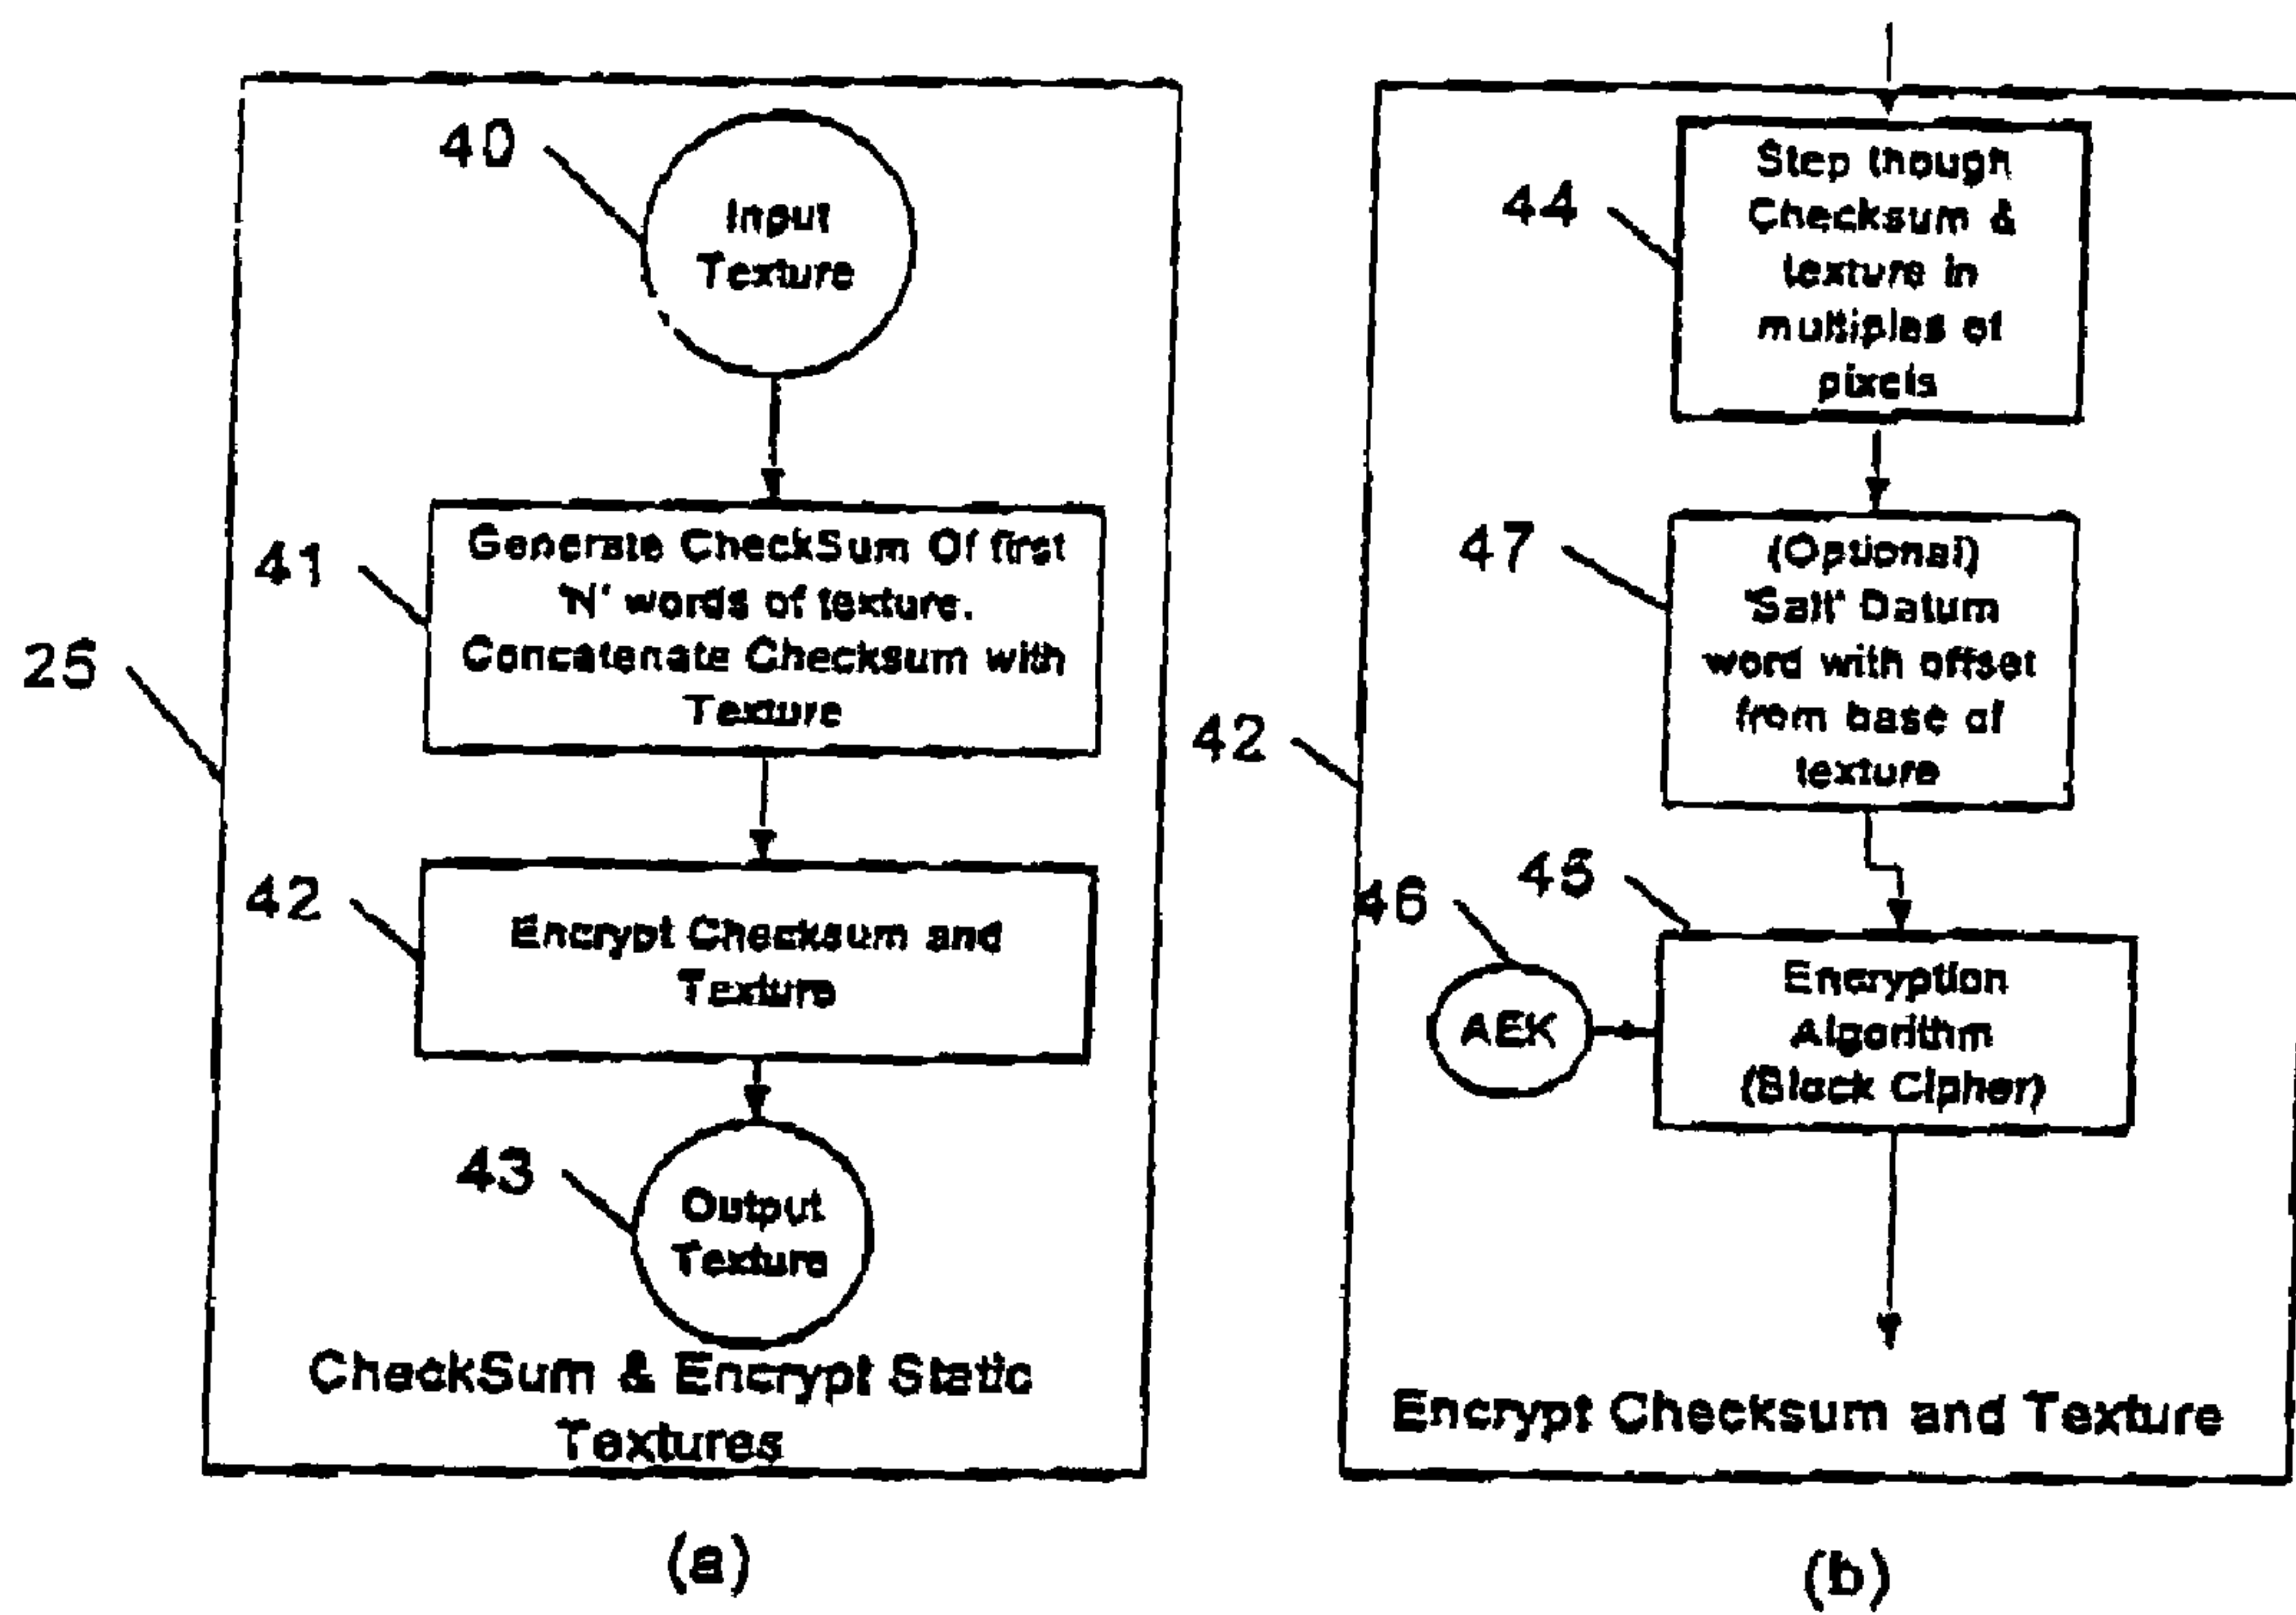 40
Input
Texture
41
Generate CheckSum Of first
'N' words of texture.
Concatenate Checksum with
Texture
25
42
Encrypt Checksum and
Texture
43
Output
Texture
CheckSum & Encrypt Static
Textures
(a)
44
Step though
Checksum &
texture in
multiples of
pixels
47
(Optional)
'Salt' Datum
word with offset
from base of
texture
42
45
46
AEK
Encryption
Algorithm
(Block Cipher)
Encrypt Checksum and Texture
(b)